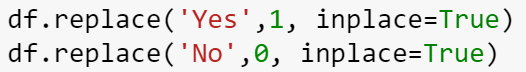 df.replace('Yes',1, inplace=True)
df.replace('No',0, inplace=True)